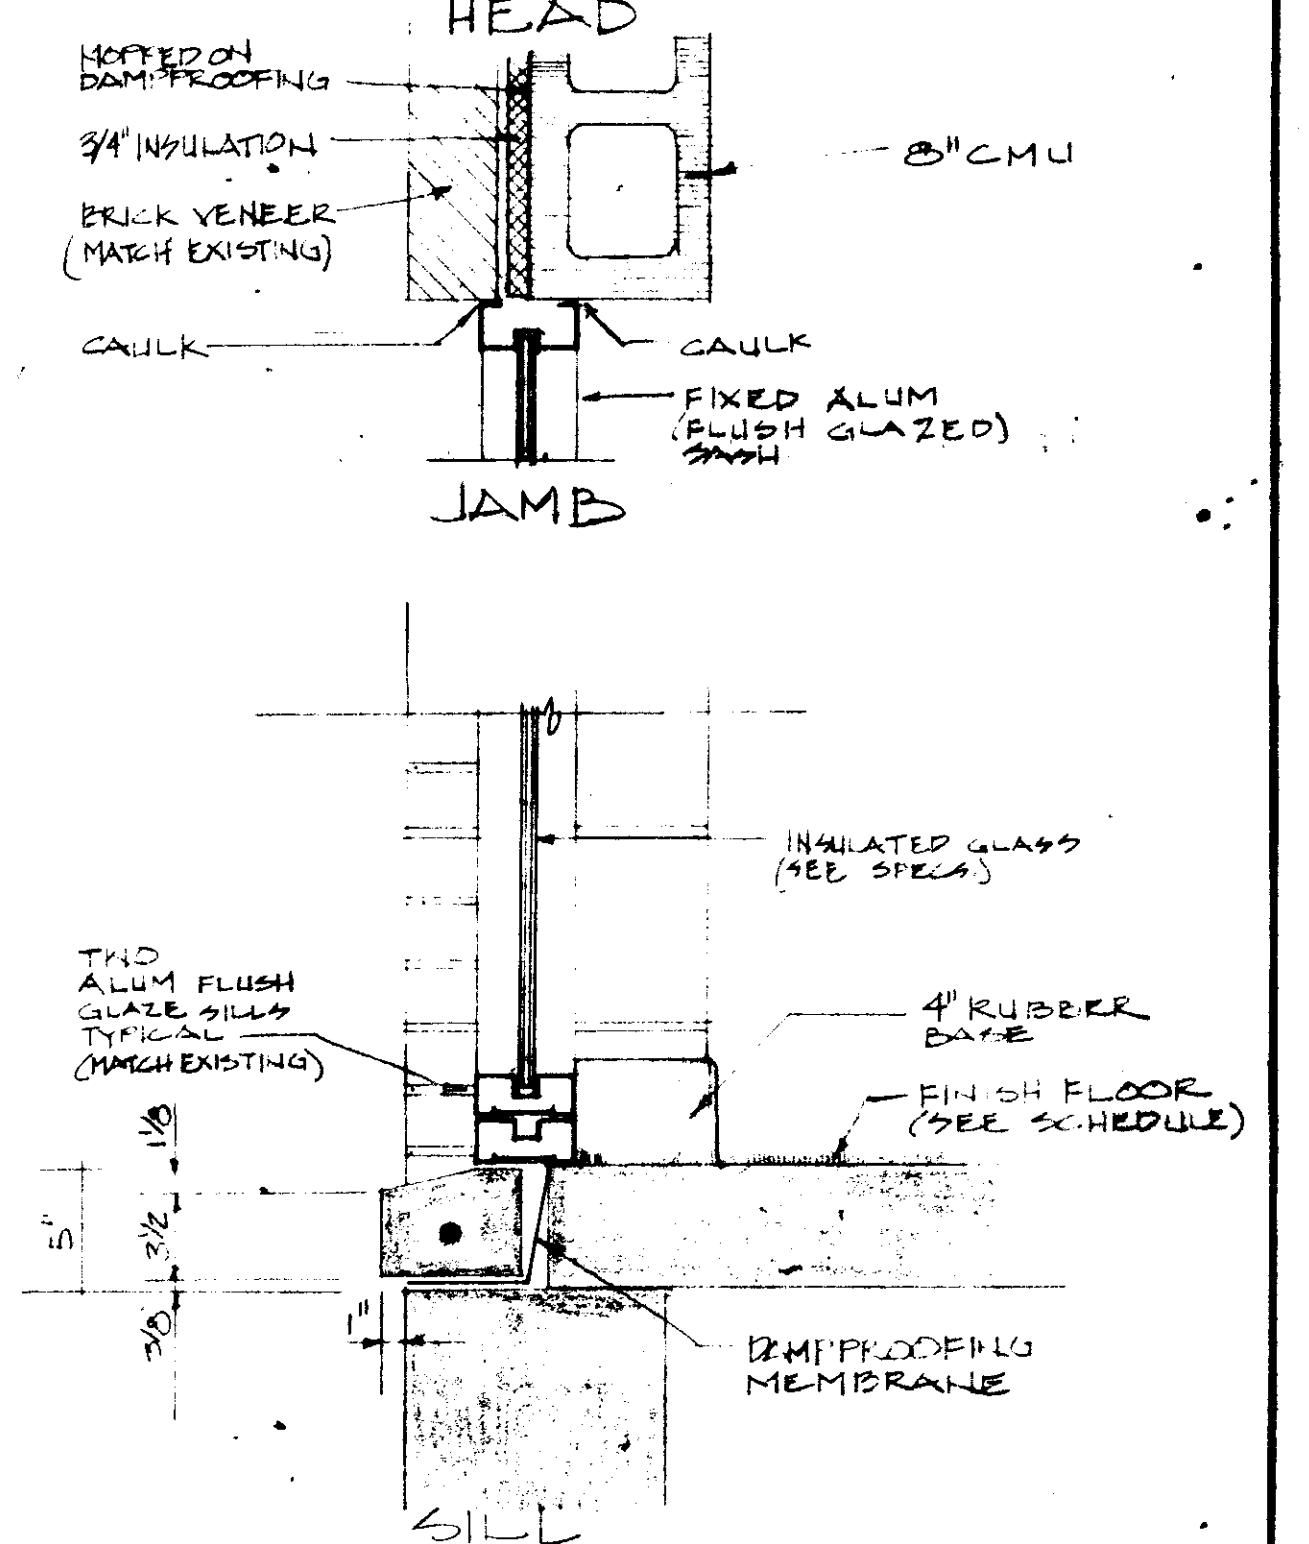 HEAD
MOPPED ON
DAMPPROOFING
3/4" INSULATION
8" CMU
BRICK VENEER
(MATCH EXISTING)
CAULK
CAULK
FIXED ALUM
(FLUSH GLAZED)
SASH
JAMB
INSULATED GLASS
(SEE SPECS.)
TWO
ALUM FLUSH
GLAZE SILLS
TYPICAL
(MATCH EXISTING)
4" RUBBER
BASE
FINISH FLOOR
(SEE SCHEDULE)
1 1/8
5"
3 1/2
3/8
1"
DAMPPROOFING
MEMBRANE
SILL